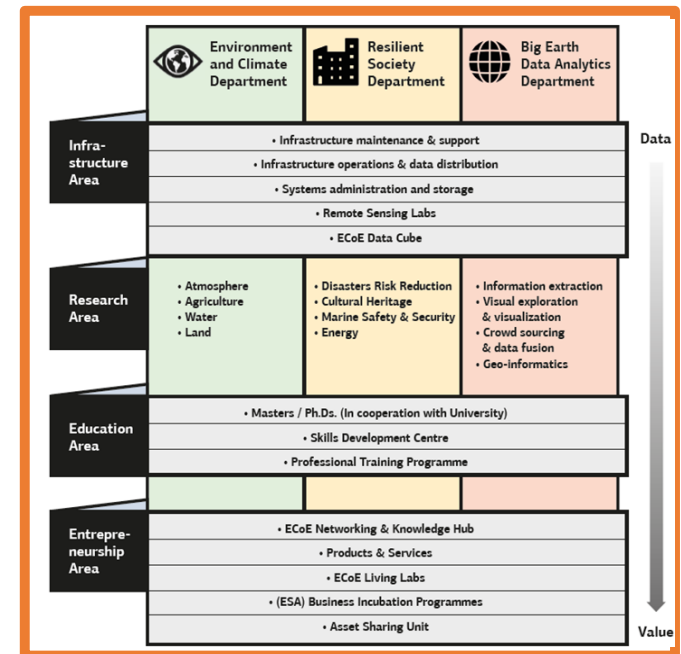 Environment
and Climate
Department
Resilient
Society
Department
Big Earth
Data Analytics
Department
Data
Infra-
structure
Area
• Infrastructure maintenance & support
• Infrastructure operations & data distribution
• Systems administration and storage
• Remote Sensing Labs
• ECoE Data Cube
Research
Area
• Atmosphere
• Agriculture
• Water
• Land
• Disasters Risk Reduction
• Cultural Heritage
• Marine Safety & Security
• Energy
• Information extraction
• Visual exploration
& visualization
• Crowd sourcing
& data fusion
• Geo-informatics
Education
Area
• Masters / Ph.Ds. (In cooperation with University)
• Skills Development Centre
• Professional Training Programme
Entrepre-
neurship
Area
• ECoE Networking & Knowledge Hub
• Products & Services
• ECoE Living Labs
• (ESA) Business Incubation Programmes
• Asset Sharing Unit
Value